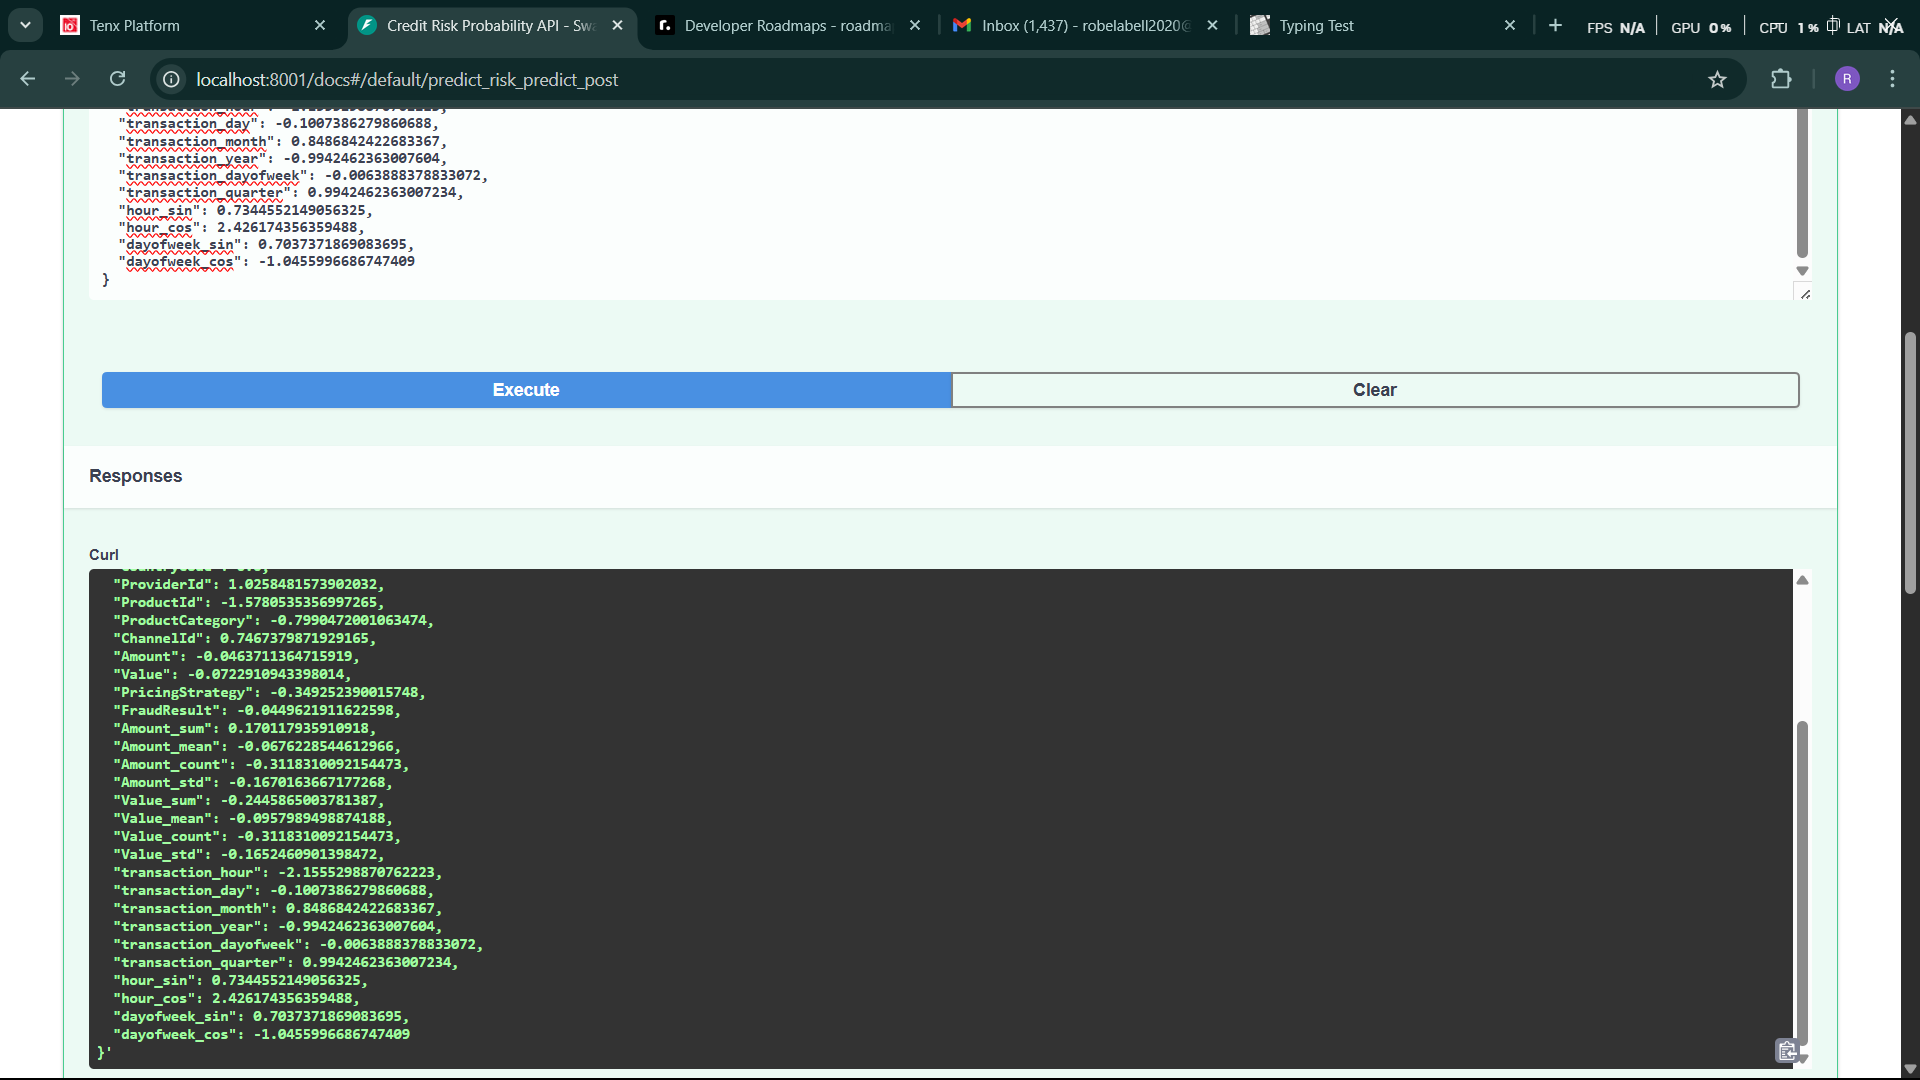 Tenx Platform
Credit Risk Probability API - Swa
Developer Roadmaps - roadma
Inbox (1,437) - robelabell2020@
Typing Test
FPS N/A GPU 0% CPU 1% LAT N/A
localhost:8001/docs#/default/predict_risk_predict_post
R
"transaction_day": -0.1007386279860688,
"transaction_month": 0.8486842422683367,
"transaction_year": -0.9942462363007604,
"transaction_dayofweek": -0.0063888378833072,
"transaction_quarter": 0.9942462363007234,
"hour_sin": 0.7344552149056325,
"hour_cos": 2.426174356359488,
"dayofweek_sin": 0.7037371869083695,
"dayofweek_cos": -1.0455996686747409
}
Execute
Clear
Responses
Curl
"ProviderId": 1.0258481573902032,
"ProductId": -1.5780535356997265,
"ProductCategory": -0.7990472001063474,
"ChannelId": 0.7467379871929165,
"Amount": -0.0463711364715919,
"Value": -0.0722910943398014,
"PricingStrategy": -0.349252390015748,
"FraudResult": -0.0449621911622598,
"Amount_sum": 0.170117935910918,
"Amount_mean": -0.0676228544612966,
"Amount_count": -0.3118310092154473,
"Amount_std": -0.1670163667177268,
"Value_sum": -0.2445865003781387,
"Value_mean": -0.0957989498874188,
"Value_count": -0.3118310092154473,
"Value_std": -0.1652460901398472,
"transaction_hour": -2.1555298870762223,
"transaction_day": -0.1007386279860688,
"transaction_month": 0.8486842422683367,
"transaction_year": -0.9942462363007604,
"transaction_dayofweek": -0.0063888378833072,
"transaction_quarter": 0.9942462363007234,
"hour_sin": 0.7344552149056325,
"hour_cos": 2.426174356359488,
"dayofweek_sin": 0.7037371869083695,
"dayofweek_cos": -1.0455996686747409
}'